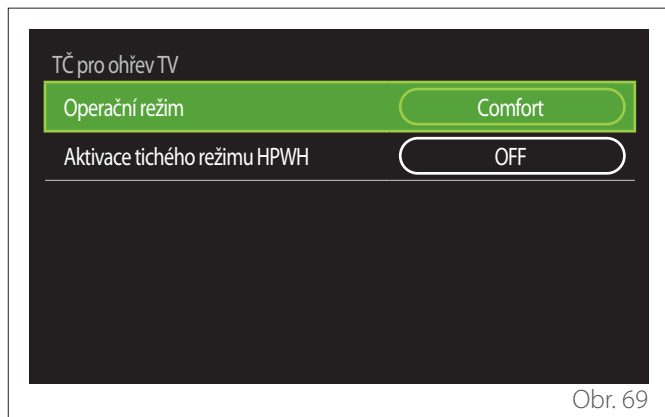 TČ pro ohřev TV
Operační režim Comfort
Aktivace tichého režimu HPWH OFF
Obr. 69